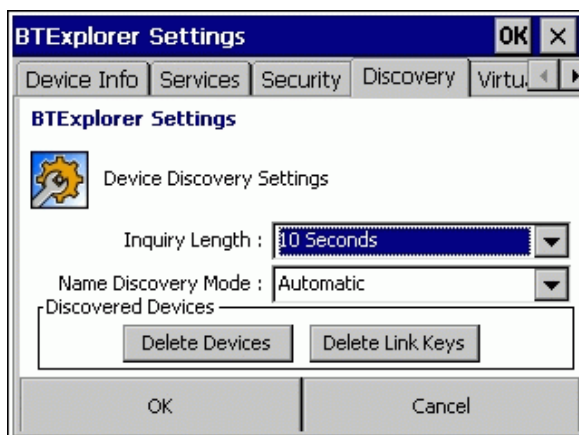 BTExplorer Settings OK
Device Info Services Security Discovery Virtu
BTExplorer Settings
Device Discovery Settings
Inquiry Length : 10 Seconds
Name Discovery Mode : Automatic
Discovered Devices
Delete Devices Delete Link Keys
OK Cancel